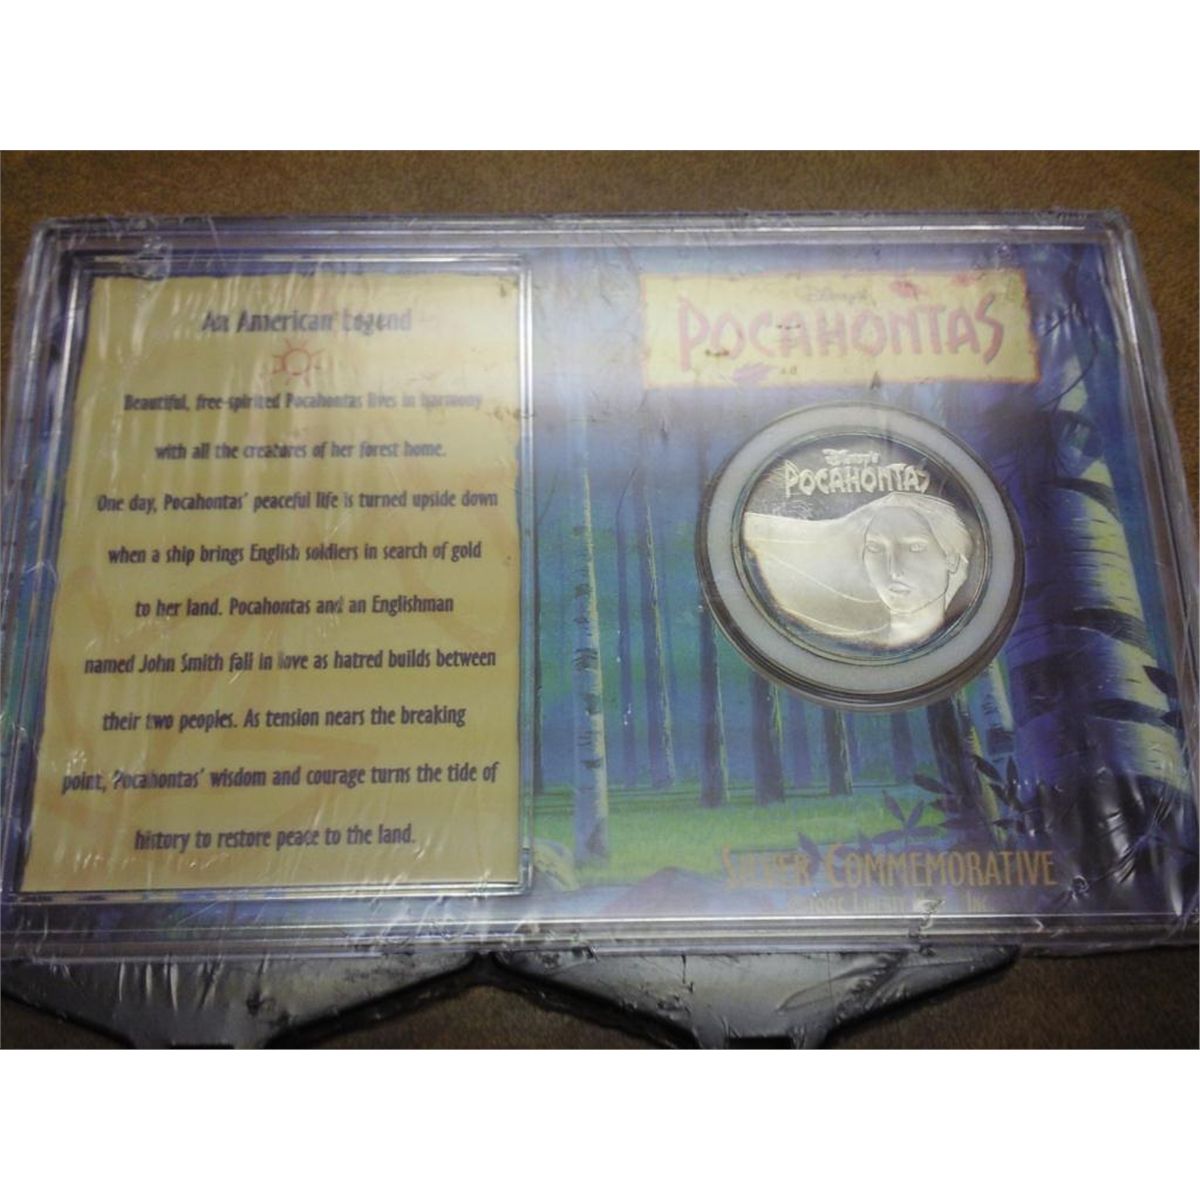 An American Legend
Beautiful, free-spirited Pocahontas lives in harmony
with all the creatures of her forest home.
One day, Pocahontas' peaceful life is turned upside down
when a ship brings English soldiers in search of gold
to her land. Pocahontas and an Englishman
named John Smith fall in love as hatred builds between
their two peoples. As tension nears the breaking
point, Pocahontas' wisdom and courage turns the tide of
history to restore peace to the land.
Disney's
POCAHONTAS
Disney's
POCAHONTAS
SILVER COMMEMORATIVE
LIBERTY INC.